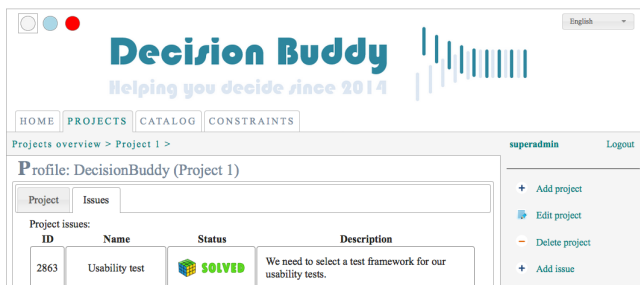 English
Decision Buddy
Helping you decide since 2014
HOME PROJECTS CATALOG CONSTRAINTS
Projects overview > Project 1 >
superadmin Logout
Profile: DecisionBuddy (Project 1)
Project Issues
Project issues:
ID Name Status Description
2863 Usability test SOLVED We need to select a test framework for our
usability tests.
Add project
Edit project
Delete project
Add issue